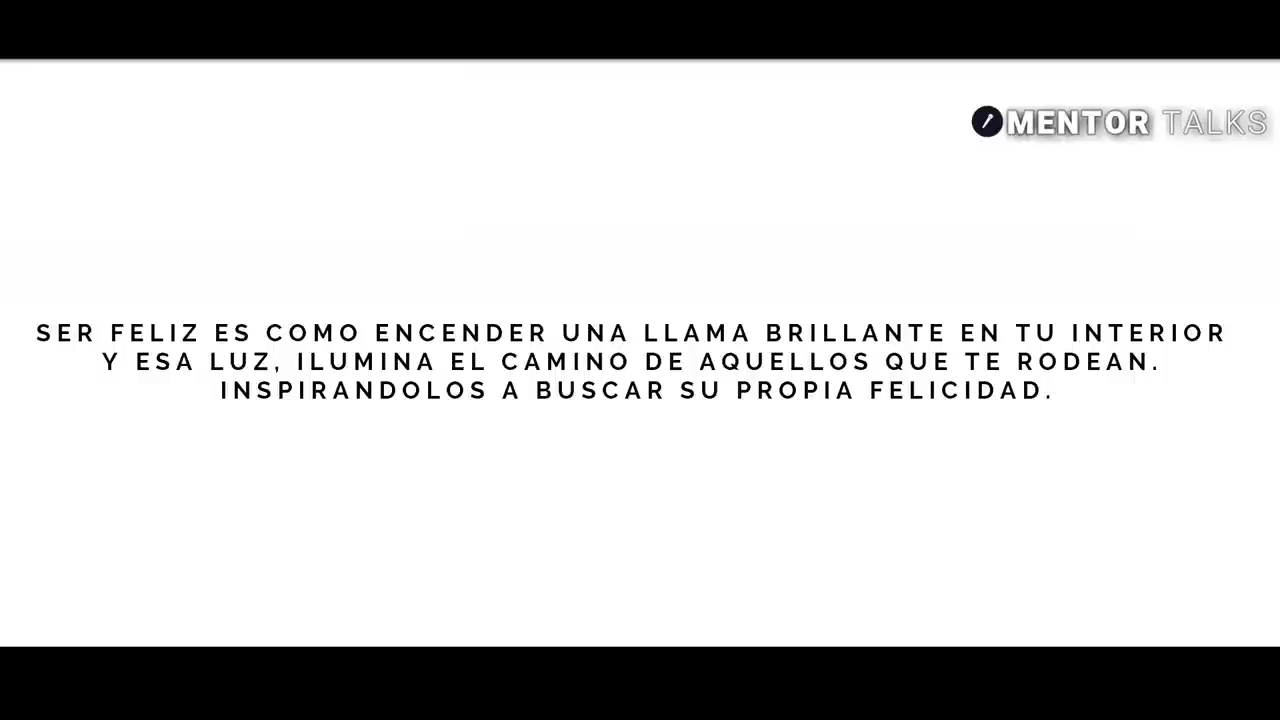 MENTOR TALKS
SER FELIZ ES COMO ENCENDER UNA LLAMA BRILLANTE EN TU INTERIOR
Y ESA LUZ, ILUMINA EL CAMINO DE AQUELLOS QUE TE RODEAN.
INSPIRANDOLOS A BUSCAR SU PROPIA FELICIDAD.